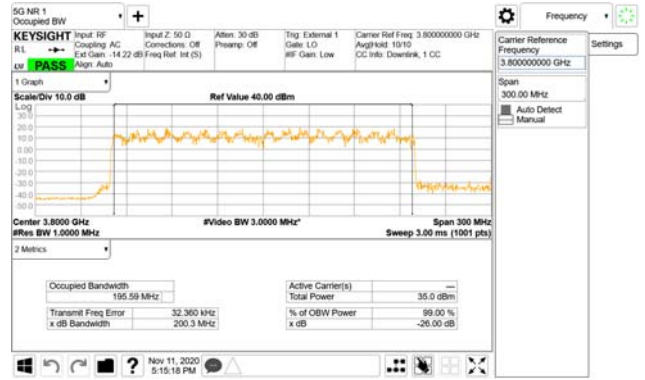 5G NR 1
Occupied BW
Frequency
KEYSIGHT
Input: RF
Input Z: 50 Ω
Atten: 30 dB
Trig: External 1
Carrier Ref Freq: 3.800000000 GHz
RL
Coupling: AC
Corrections: Off
Preamp: Off
Gate: LO
Avg|Hold: 10/10
Ext Gain: -14.22 dB
Freq Ref: Int (S)
#IF Gain: Low
CC Info: Downlink, 1 CC
PASS
Align: Auto
Carrier Reference
Frequency
3.800000000 GHz
Settings
Span
300.00 MHz
Auto Detect
Manual
1 Graph
Scale/Div 10.0 dB
Ref Value 40.00 dBm
Log
30.0
20.0
10.0
0.00
-10.0
-20.0
-30.0
-40.0
-50.0
Center 3.8000 GHz
#Video BW 3.0000 MHz*
Span 300 MHz
#Res BW 1.0000 MHz
Sweep 3.00 ms (1001 pts)
2 Metrics
Occupied Bandwidth
195.59 MHz
Active Carrier(s)
—
Total Power
35.0 dBm
Transmit Freq Error
32.360 kHz
% of OBW Power
99.00 %
x dB Bandwidth
200.3 MHz
x dB
-26.00 dB
?
Nov 11, 2020
5:15:18 PM